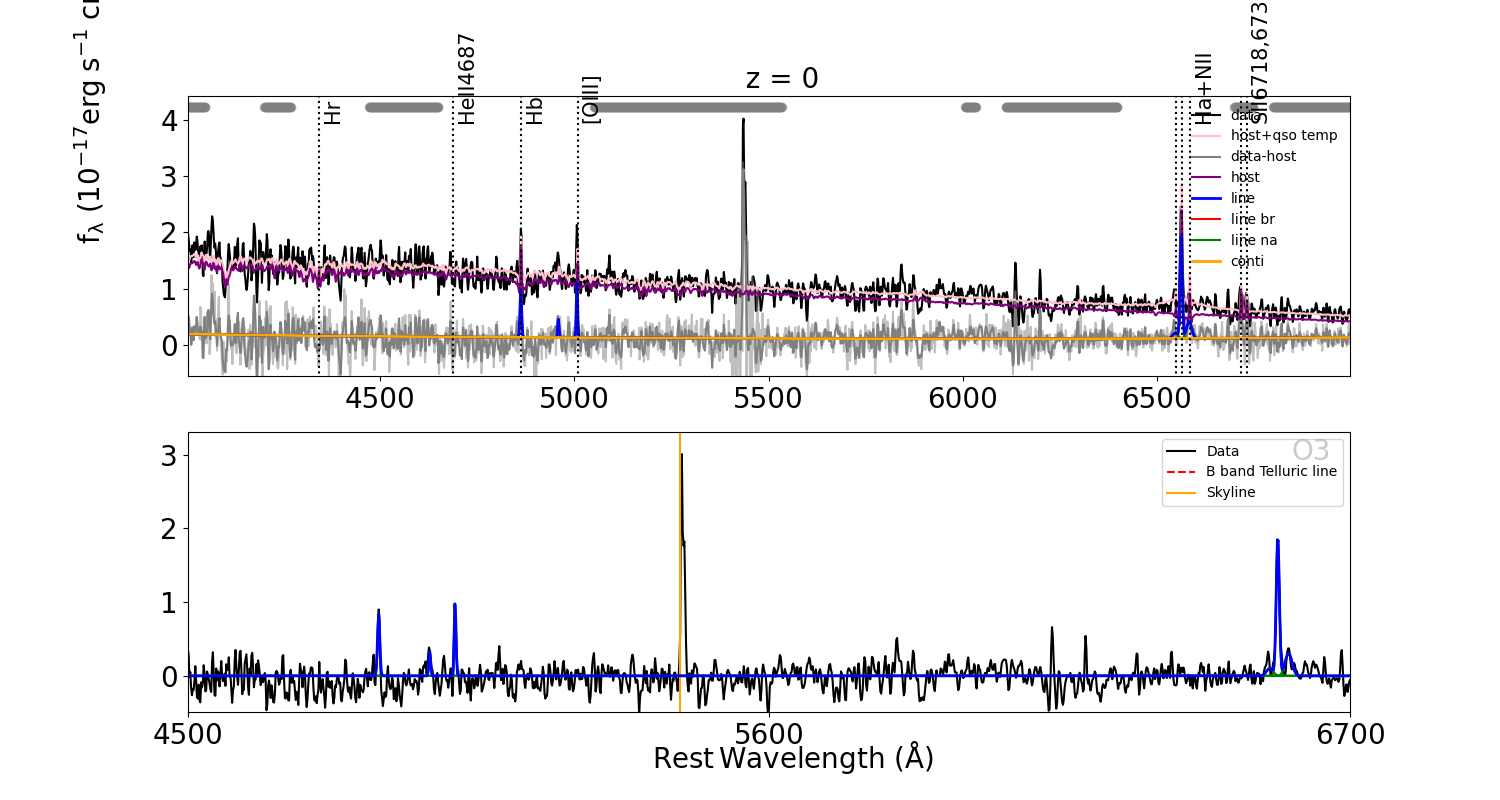 z = 0
f_λ (10^−17 erg s^−1 c
Hr
HeII4687
Hb
[OIII]
Ha+NII
SII6718,673
data
host+qso temp
data-host
host
line
line br
line na
conti
4
3
2
1
0
4500 5000 5500 6000 6500
O3
Data
B band Telluric line
Skyline
3
2
1
0
4500 5600 6700
Rest Wavelength (Å)